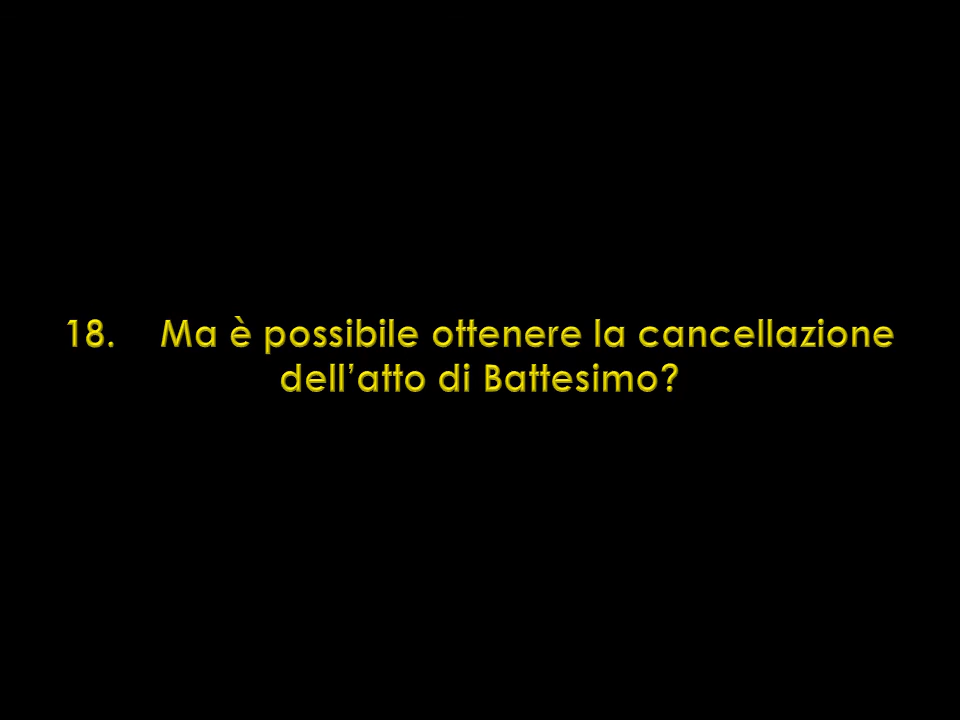 18. Ma è possibile ottenere la cancellazione
dell’atto di Battesimo?